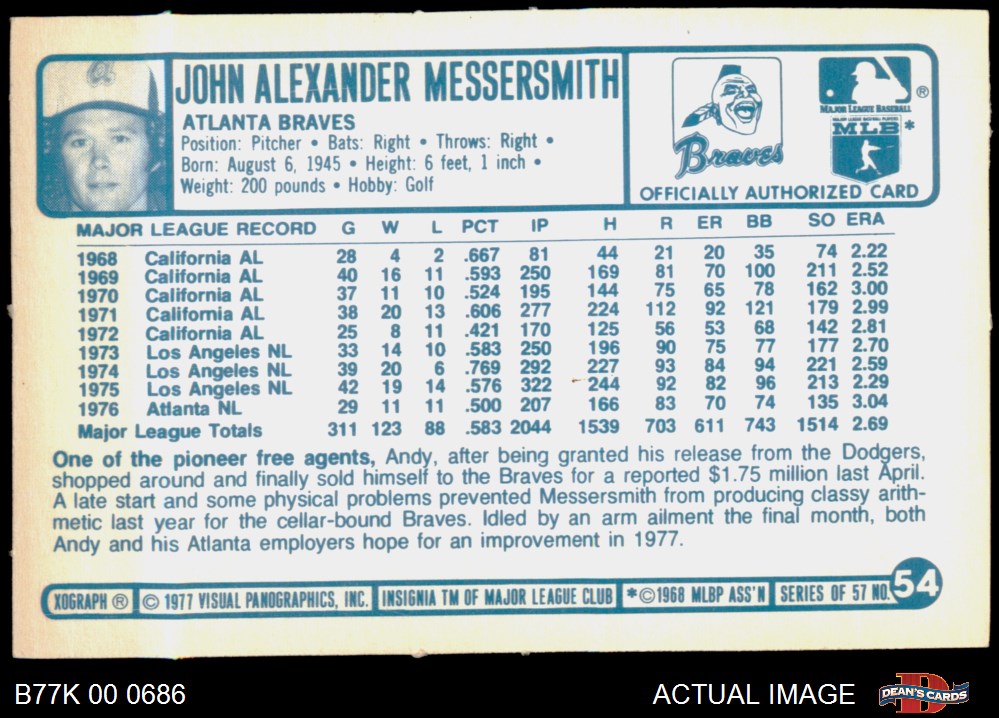 a
JOHN ALEXANDER MESSERSMITH
ATLANTA BRAVES
Position: Pitcher • Bats: Right • Throws: Right •
Born: August 6, 1945 • Height: 6 feet, 1 inch •
Weight: 200 pounds • Hobby: Golf
Braves
®
MAJOR LEAGUE BASEBALL
MAJOR LEAGUE BASEBALL PLAYERS
MLB *
OFFICIALLY AUTHORIZED CARD
MAJOR LEAGUE RECORD G W L PCT IP H R ER BB SO ERA
1968 California AL 28 4 2 .667 81 44 21 20 35 74 2.22
1969 California AL 40 16 11 .593 250 169 81 70 100 211 2.52
1970 California AL 37 11 10 .524 195 144 75 65 78 162 3.00
1971 California AL 38 20 13 .606 277 224 112 92 121 179 2.99
1972 California AL 25 8 11 .421 170 125 56 53 68 142 2.81
1973 Los Angeles NL 33 14 10 .583 250 196 90 75 77 177 2.70
1974 Los Angeles NL 39 20 6 .769 292 227 93 84 94 221 2.59
1975 Los Angeles NL 42 19 14 .576 322 244 92 82 96 213 2.29
1976 Atlanta NL 29 11 11 .500 207 166 83 70 74 135 3.04
Major League Totals 311 123 88 .583 2044 1539 703 611 743 1514 2.69
One of the pioneer free agents, Andy, after being granted his release from the Dodgers,
shopped around and finally sold himself to the Braves for a reported $1.75 million last April.
A late start and some physical problems prevented Messersmith from producing classy arith-
metic last year for the cellar-bound Braves. Idled by an arm ailment the final month, both
Andy and his Atlanta employers hope for an improvement in 1977.
XOGRAPH ® © 1977 VISUAL PANOGRAPHICS, INC. INSIGNIA TM OF MAJOR LEAGUE CLUB *©1968 MLBP ASS'N SERIES OF 57 NO. 54
B77K 00 0686 ACTUAL IMAGE D DEAN'S CARDS